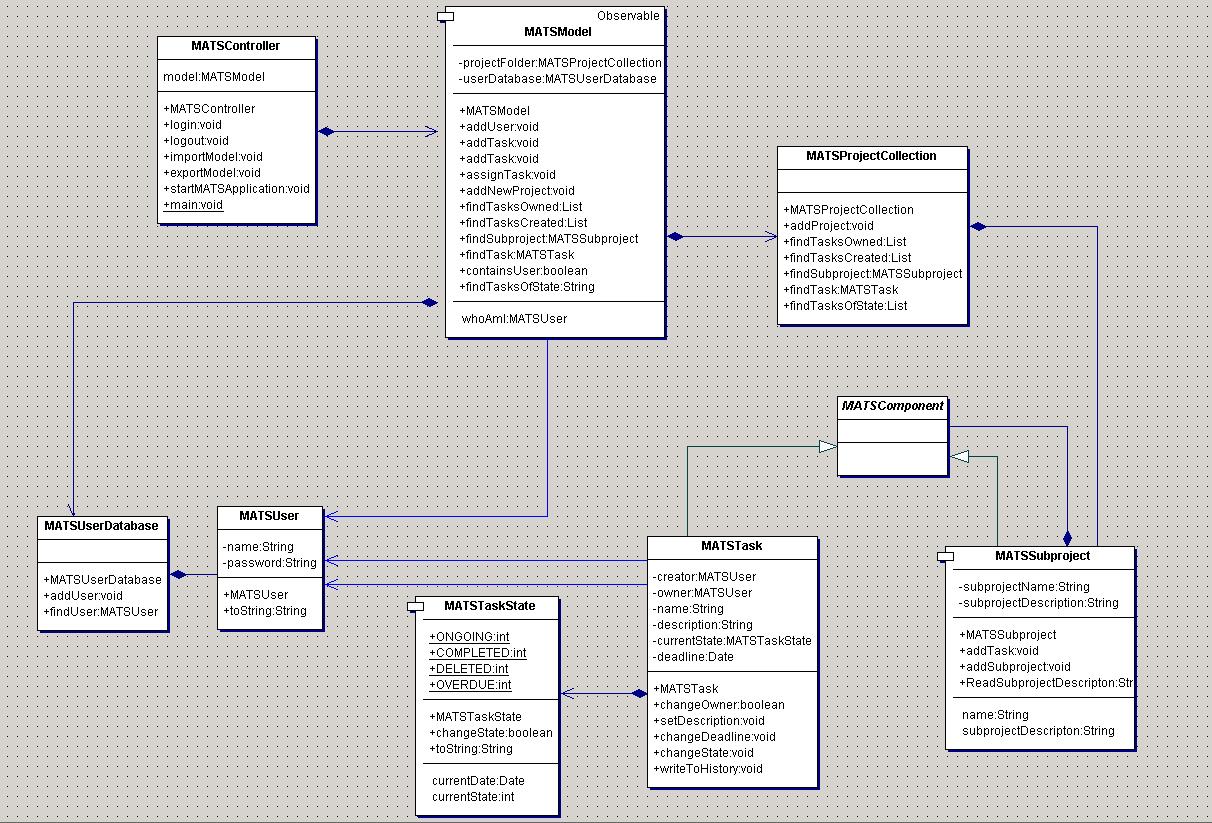 MATSController
model:MATSModel
+MATSController
+login:void
+logout:void
+importModel:void
+exportModel:void
+startMATSApplication:void
+main:void
Observable
MATSModel
-projectFolder:MATSProjectCollection
-userDatabase:MATSUserDatabase
+MATSModel
+addUser:void
+addTask:void
+addTask:void
+assignTask:void
+addNewProject:void
+findTasksOwned:List
+findTasksCreated:List
+findSubproject:MATSSubproject
+findTask:MATSTask
+containsUser:boolean
+findTasksOfState:String
whoAmI:MATSUser
MATSProjectCollection
+MATSProjectCollection
+addProject:void
+findTasksOwned:List
+findTasksCreated:List
+findSubproject:MATSSubproject
+findTask:MATSTask
+findTasksOfState:List
MATSComponent
MATSUserDatabase
+MATSUserDatabase
+addUser:void
+findUser:MATSUser
MATSUser
-name:String
-password:String
+MATSUser
+toString:String
MATSTaskState
+ONGOING:int
+COMPLETED:int
+DELETED:int
+OVERDUE:int
+MATSTaskState
+changeState:boolean
+toString:String
currentDate:Date
currentState:int
MATSTask
-creator:MATSUser
-owner:MATSUser
-name:String
-description:String
-currentState:MATSTaskState
-deadline:Date
+MATSTask
+changeOwner:boolean
+setDescription:void
+changeDeadline:void
+changeState:void
+writeToHistory:void
MATSSubproject
-subprojectName:String
-subprojectDescription:String
+MATSSubproject
+addTask:void
+addSubproject:void
+ReadSubprojectDescripton:Str
name:String
subprojectDescripton:String